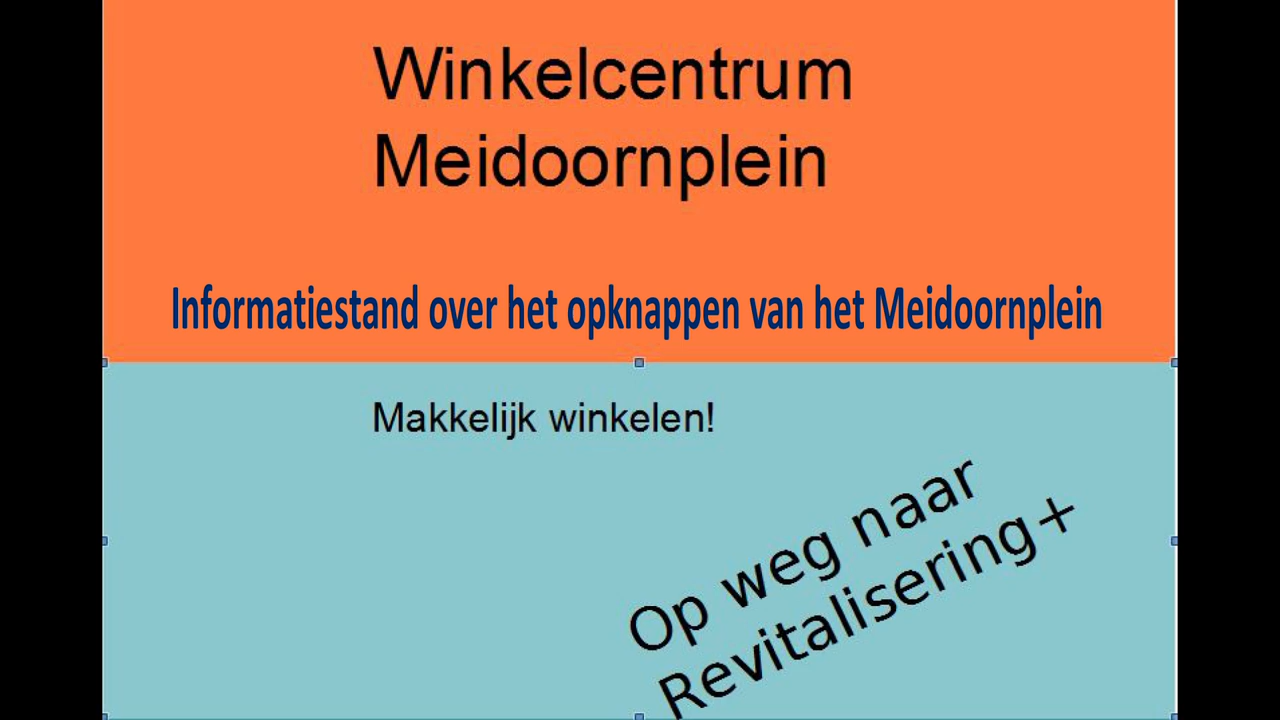 Winkelcentrum
Meidoornplein
Informatiestand over het opknappen van het Meidoornplein
Makkelijk winkelen!
Op weg naar
Revitalisering+